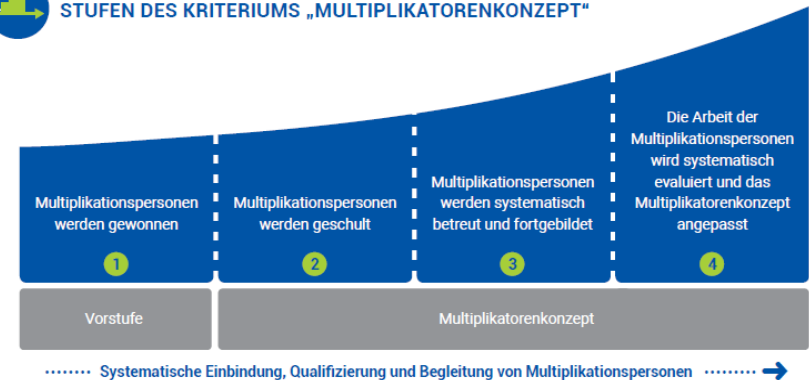 STUFEN DES KRITERIUMS „MULTIPLIKATORENKONZEPT“
Multiplikationspersonen
werden gewonnen
1
Multiplikationspersonen
werden geschult
2
Multiplikationspersonen
werden systematisch
betreut und fortgebildet
3
Die Arbeit der
Multiplikationspersonen
wird systematisch
evaluiert und das
Multiplikatorenkonzept
angepasst
4
Vorstufe
Multiplikatorenkonzept
Systematische Einbindung, Qualifizierung und Begleitung von Multiplikationspersonen